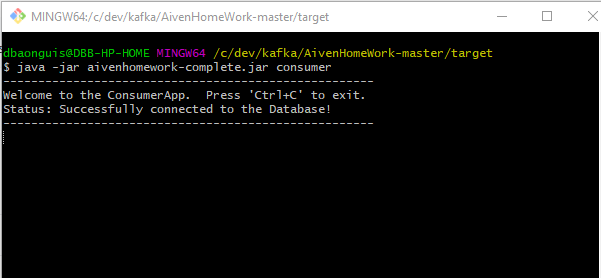 MINGW64:/c/dev/kafka/AivenHomeWork-master/target
dbaonguis@DBB-HP-HOME MINGW64 /c/dev/kafka/AivenHomeWork-master/target
$ java -jar aivenhomework-complete.jar consumer
-----------------------------------------------------
Welcome to the ConsumerApp.  Press 'Ctrl+C' to exit.
Status: Successfully connected to the Database!
-----------------------------------------------------